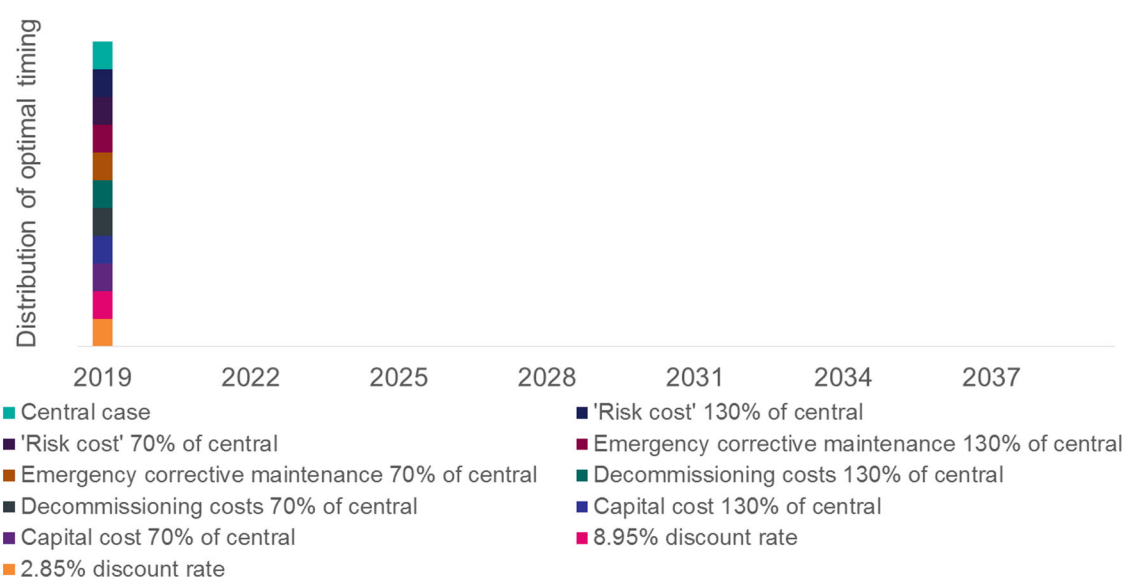 Distribution of optimal timing
2019 2022 2025 2028 2031 2034 2037
Central case 'Risk cost' 130% of central
'Risk cost' 70% of central Emergency corrective maintenance 130% of central
Emergency corrective maintenance 70% of central Decommissioning costs 130% of central
Decommissioning costs 70% of central Capital cost 130% of central
Capital cost 70% of central 8.95% discount rate
2.85% discount rate